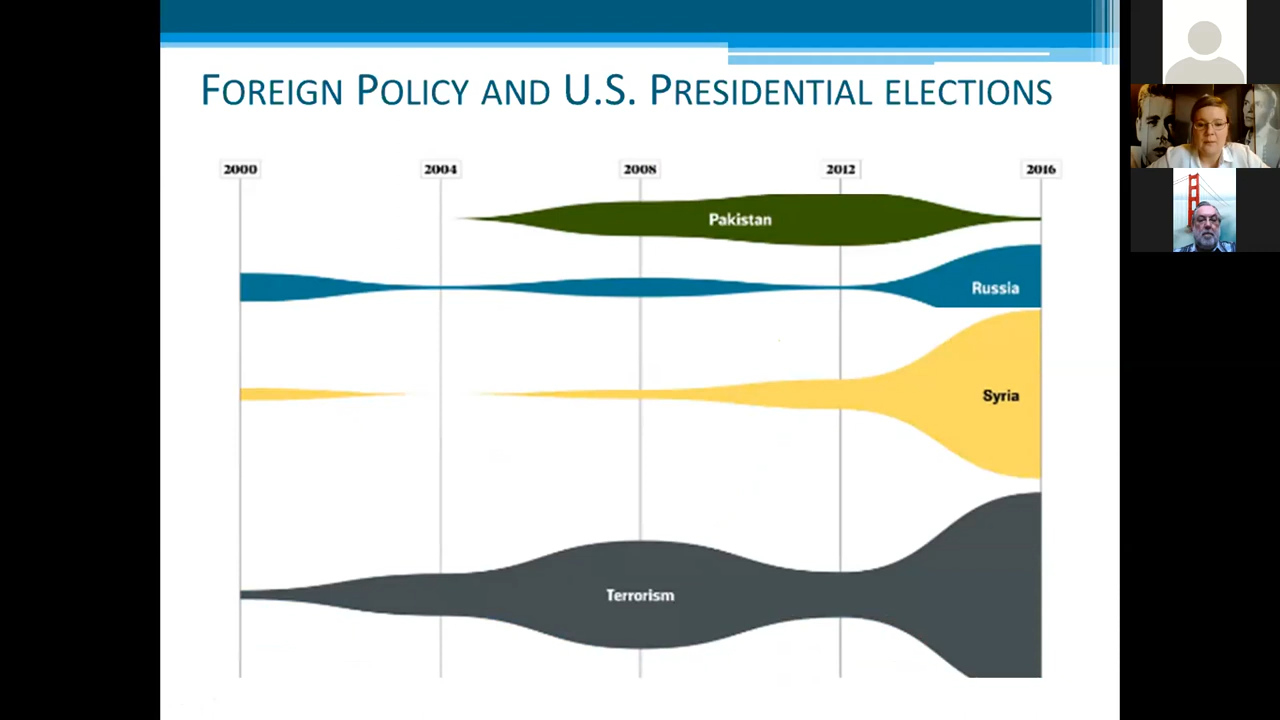 FOREIGN POLICY AND U.S. PRESIDENTIAL ELECTIONS
2000 2004 2008 2012 2016
Pakistan
Russia
Syria
Terrorism